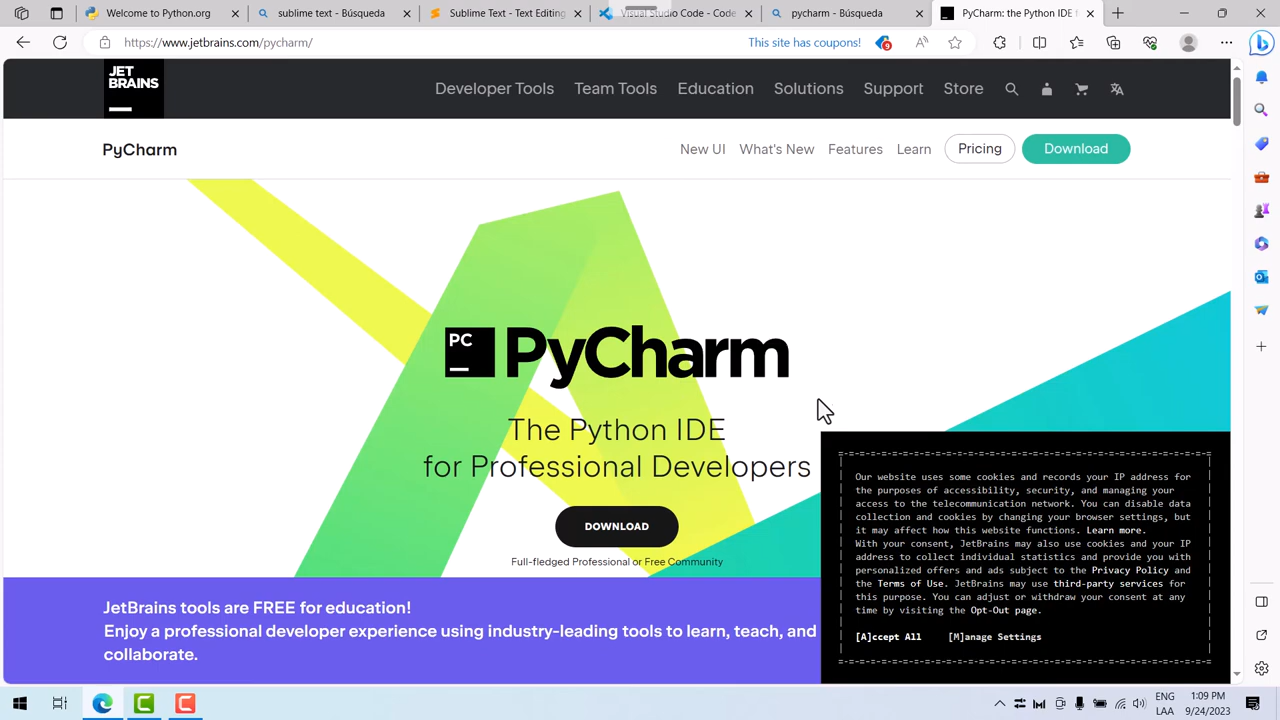 Welcome to Python.org
sublime text - Búsqueda
Sublime Text - Text Editing
Visual Studio Code - Code
pycharm - Búsqueda
PyCharm: the Python IDE f
https://www.jetbrains.com/pycharm/
This site has coupons!
9
JET
BRAINS
Developer Tools
Team Tools
Education
Solutions
Support
Store
PyCharm
New UI
What's New
Features
Learn
Pricing
Download
PC
PyCharm
The Python IDE
for Professional Developers
DOWNLOAD
Full-fledged Professional or Free Community
JetBrains tools are FREE for education!
Enjoy a professional developer experience using industry-leading tools to learn, teach, and
collaborate.
Our website uses some cookies and records your IP address for
the purposes of accessibility, security, and managing your
access to the telecommunication network. You can disable data
collection and cookies by changing your browser settings, but
it may affect how this website functions. Learn more.
With your consent, JetBrains may also use cookies and your IP
address to collect individual statistics and provide you with
personalized offers and ads subject to the Privacy Policy and
the Terms of Use. JetBrains may use third-party services for
this purpose. You can adjust or withdraw your consent at any
time by visiting the Opt-Out page.
[A]ccept All [M]anage Settings
ENG
LAA
1:09 PM
9/24/2023